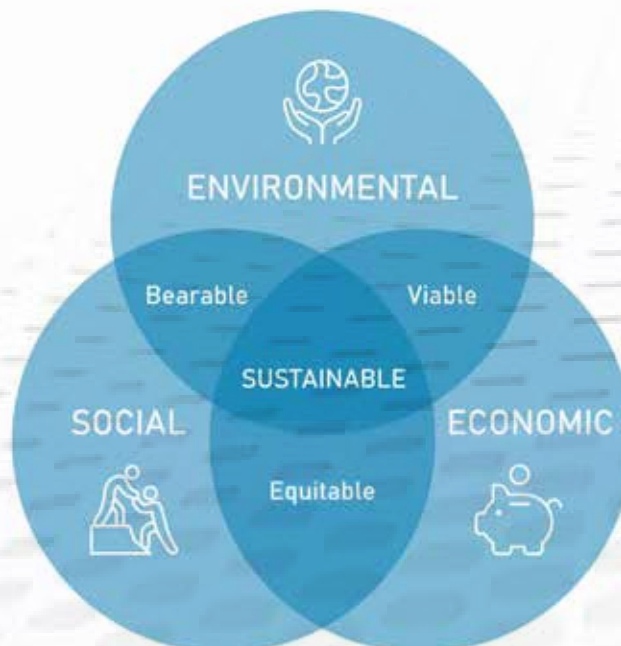 ENVIRONMENTAL
Bearable
Viable
SUSTAINABLE
SOCIAL
ECONOMIC
Equitable